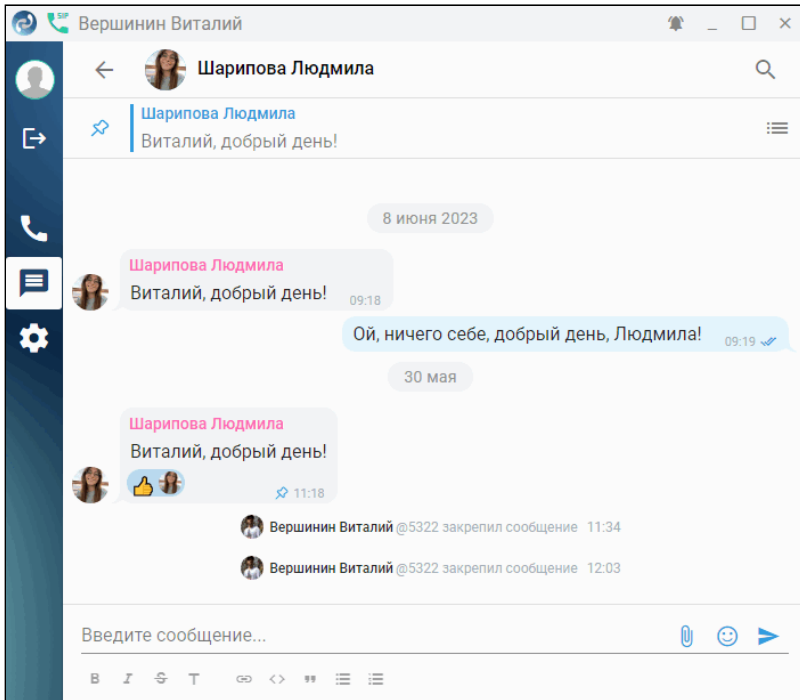 SIP
Вершинин Виталий
Шарипова Людмила
Шарипова Людмила
Виталий, добрый день!
8 июня 2023
Шарипова Людмила
Виталий, добрый день! 09:18
Ой, ничего себе, добрый день, Людмила! 09:19
30 мая
Шарипова Людмила
Виталий, добрый день!
11:18
Вершинин Виталий @5322 закрепил сообщение 11:34
Вершинин Виталий @5322 закрепил сообщение 12:03
Введите сообщение...
B I S T